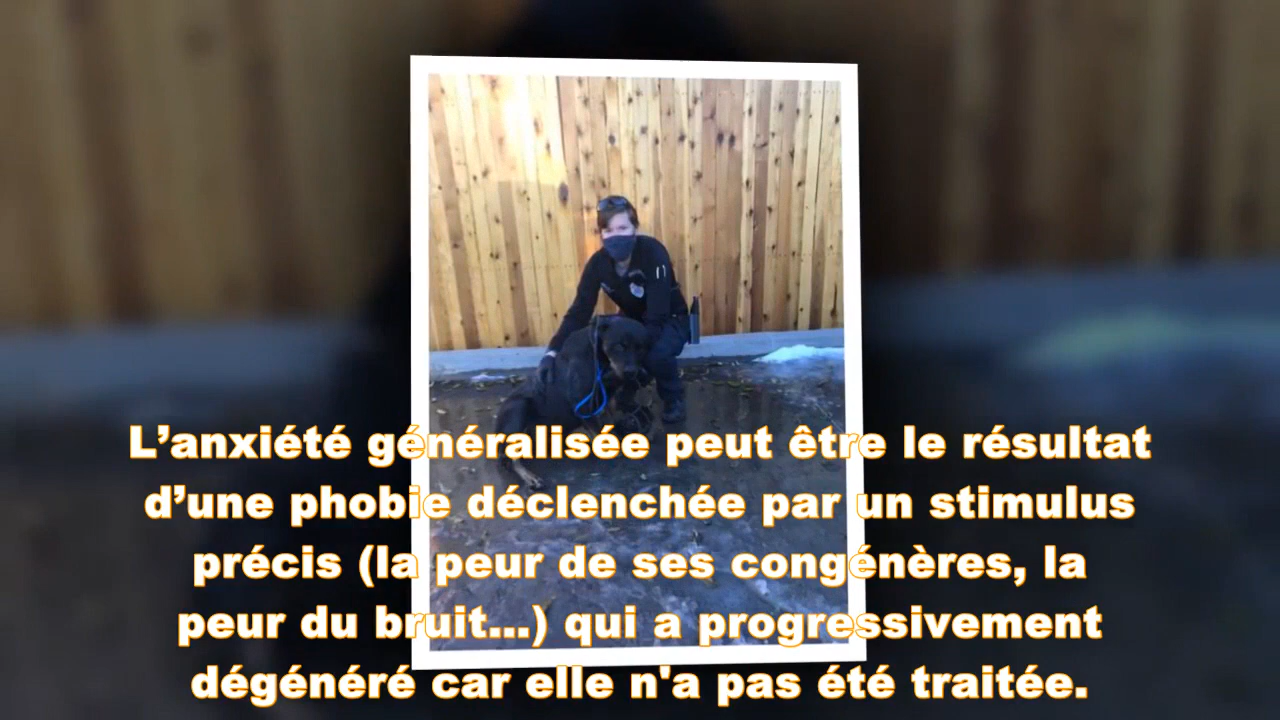 L’anxiété généralisée peut être le résultat
d’une phobie déclenchée par un stimulus
précis (la peur de ses congénères, la
peur du bruit...) qui a progressivement
dégénéré car elle n'a pas été traitée.